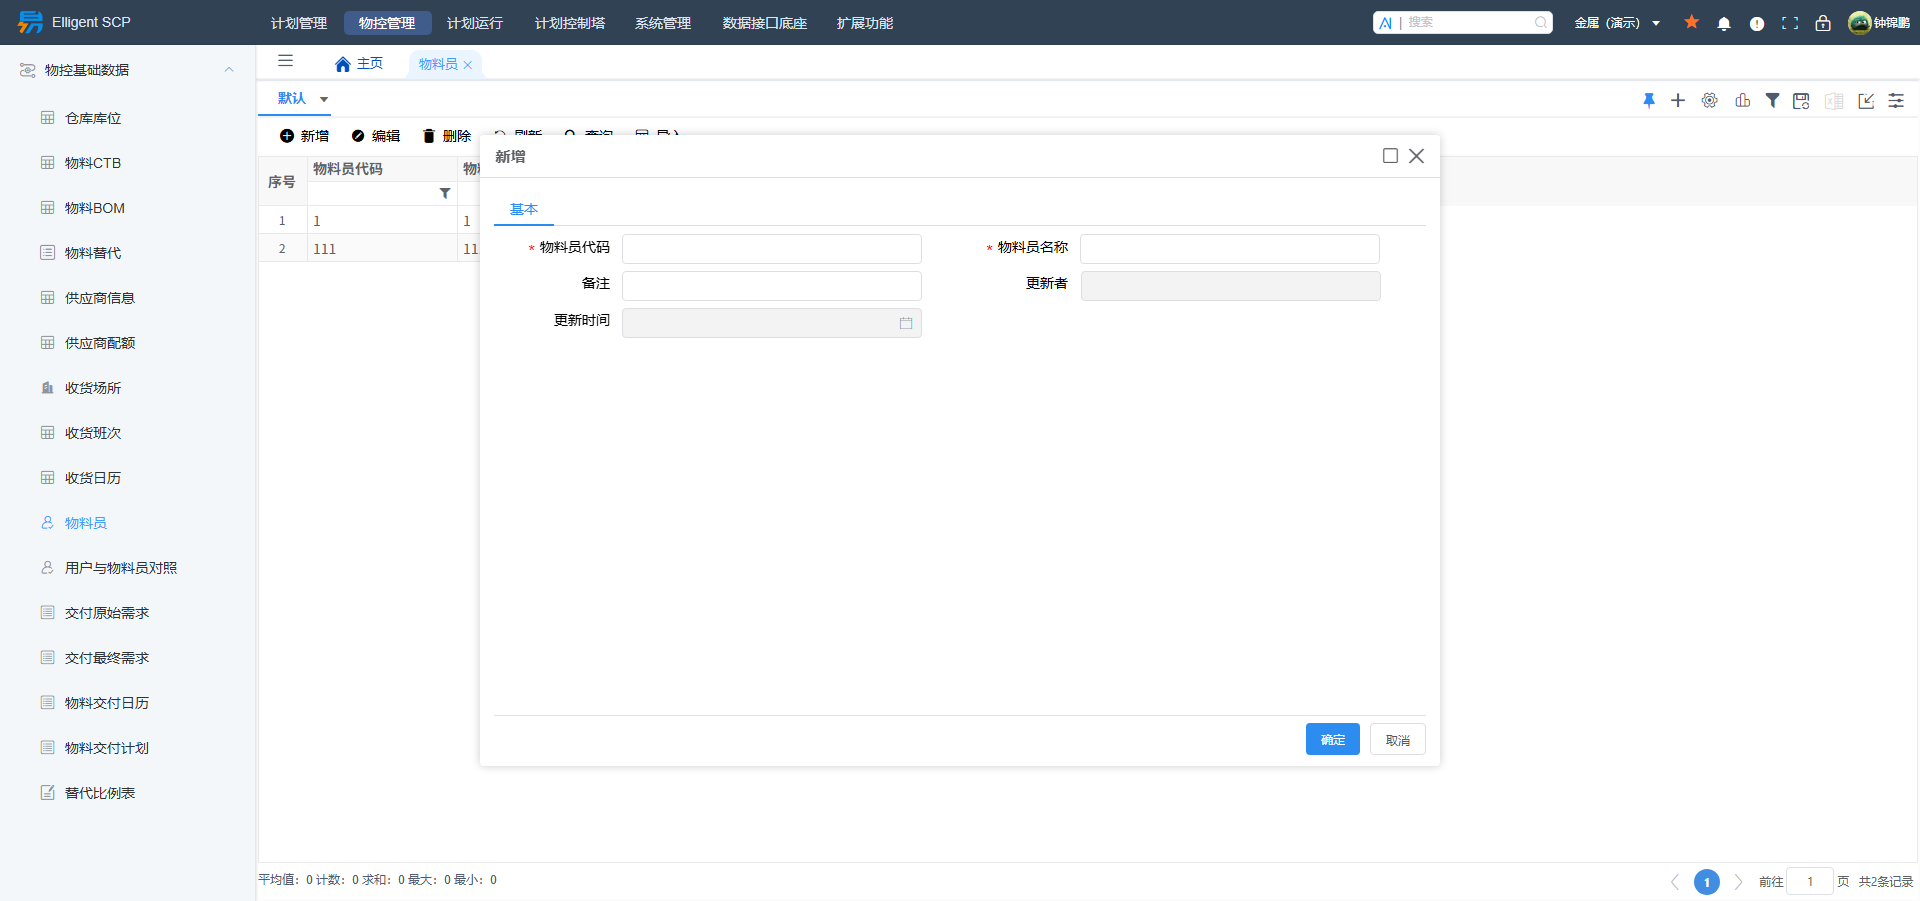 Elligent SCP
计划管理 物控管理 计划运行 计划控制塔 系统管理 数据接口底座 扩展功能
AI | 搜索
金属（演示）
钟锦鹏
物控基础数据
仓库库位
物料CTB
物料BOM
物料替代
供应商信息
供应商配额
收货场所
收货班次
收货日历
物料员
用户与物料员对照
交付原始需求
交付最终需求
物料交付日历
物料交付计划
替代比例表
主页 物料员
默认
新增 编辑 删除 刷新 查询 导入
序号 物料员代码
1 1 1
2 111 11
新增
基本
* 物料员代码
* 物料员名称
备注
更新者
更新时间
确定 取消
平均值：0 计数：0 求和：0 最大：0 最小：0
1 前往 1 页 共2条记录